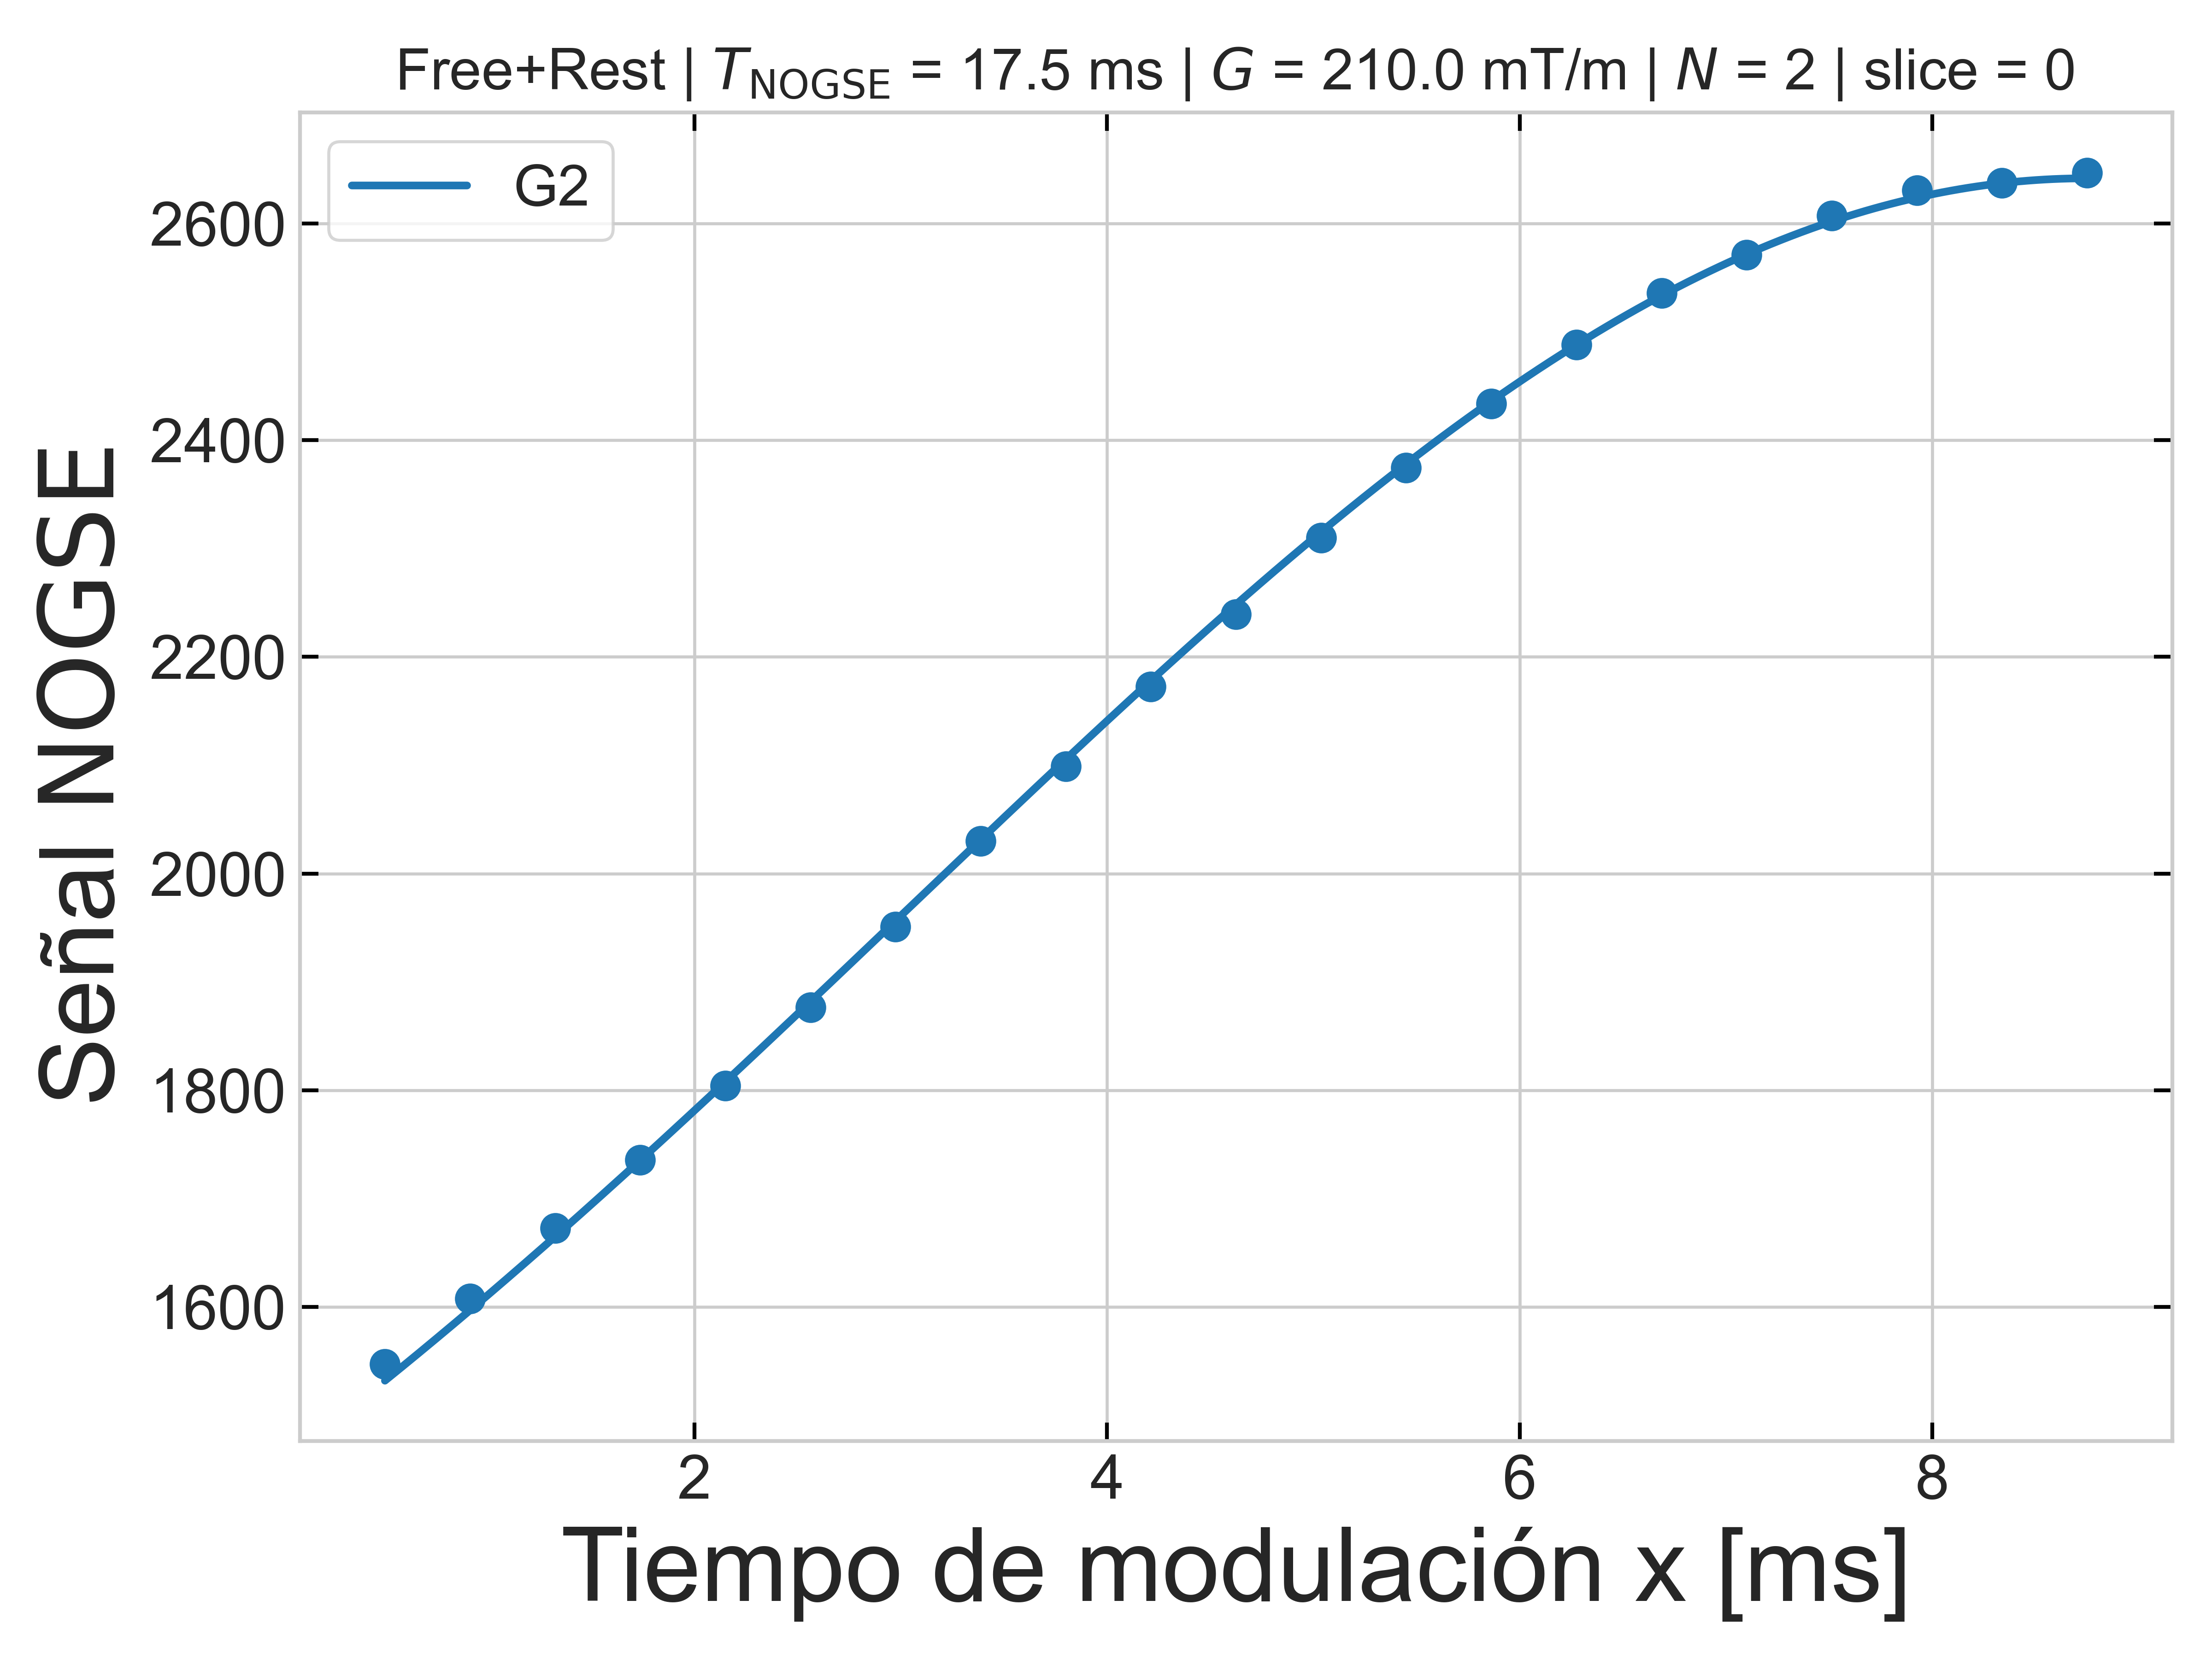 Free+Rest | T_NOGSE = 17.5 ms | G = 210.0 mT/m | N = 2 | slice = 0
G2
2600
2400
2200
2000
1800
1600
Señal NOGSE
2 4 6 8
Tiempo de modulación x [ms]